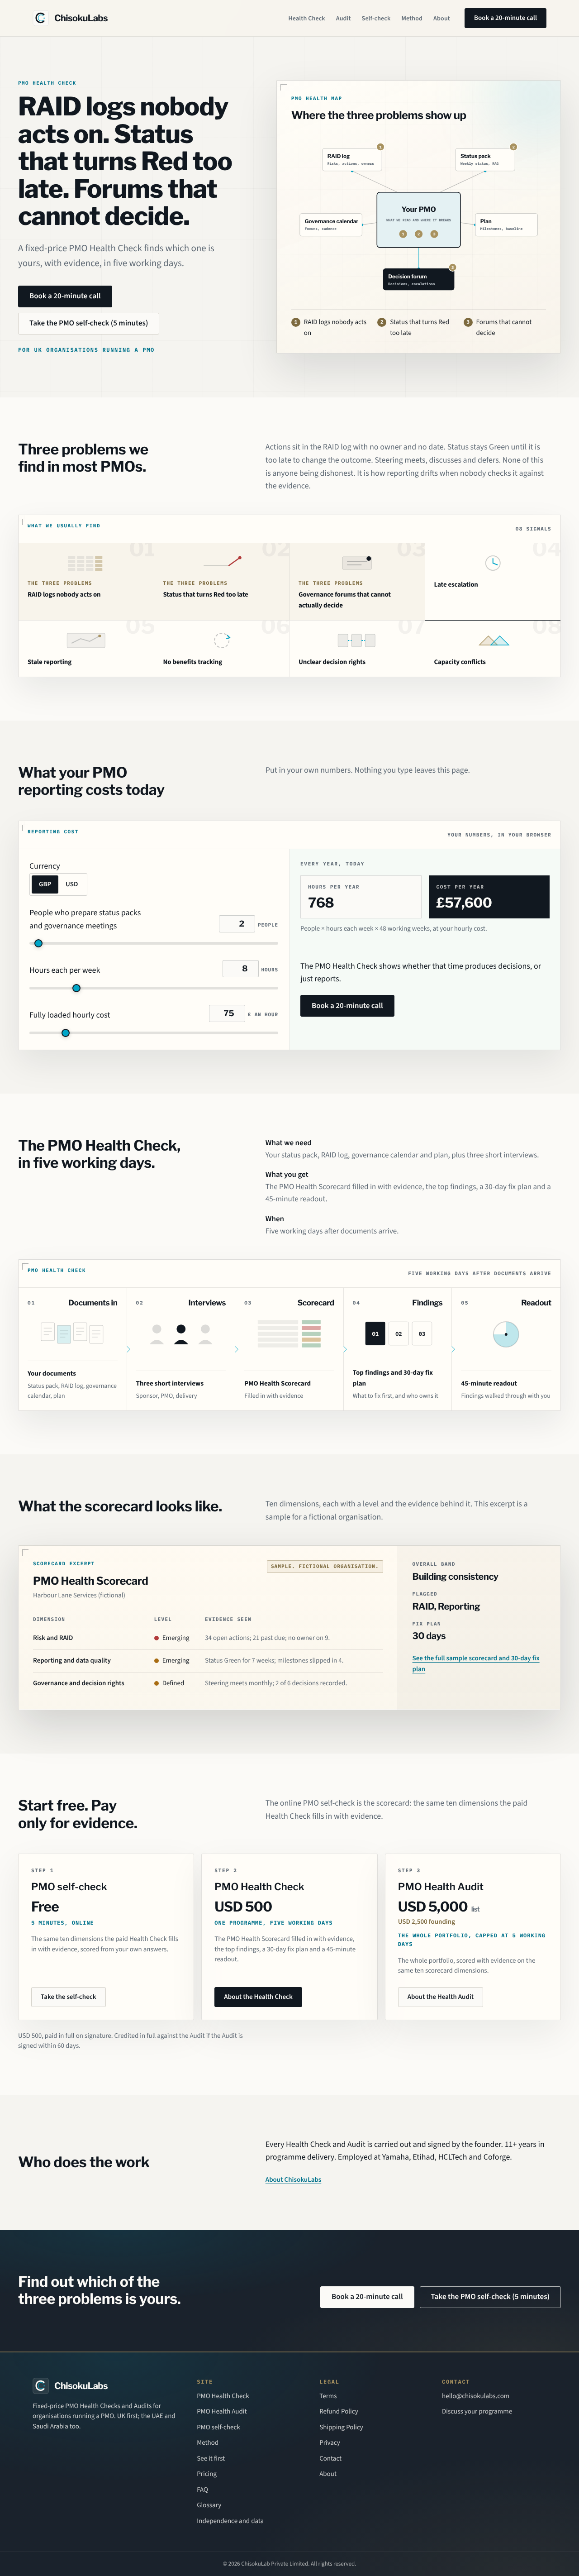 ChisokuLabs
Health Check
Audit
Self-check
Method
About
Book a 20-minute call
PMO HEALTH CHECK
RAID logs nobody
acts on. Status
that turns Red too
late. Forums that
cannot decide.
A fixed-price PMO Health Check finds which one is
yours, with evidence, in five working days.
Book a 20-minute call
Take the PMO self-check (5 minutes)
FOR UK ORGANISATIONS RUNNING A PMO
PMO HEALTH MAP
Where the three problems show up
RAID log
Risks, actions, owners
1
Status pack
Weekly status, RAG
2
Your PMO
WHAT WE READ AND WHERE IT BREAKS
1
2
3
Governance calendar
Forums, cadence
Plan
Milestones, baseline
Decision forum
Decisions, escalations
3
1 RAID logs nobody acts
on
2 Status that turns Red
too late
3 Forums that cannot
decide
Three problems we
find in most PMOs.
Actions sit in the RAID log with no owner and no date. Status stays Green until it is
too late to change the outcome. Steering meets, discusses and defers. None of this
is anyone being dishonest. It is how reporting drifts when nobody checks it against
the evidence.
WHAT WE USUALLY FIND
08 SIGNALS
01
THE THREE PROBLEMS
RAID logs nobody acts on
02
THE THREE PROBLEMS
Status that turns Red too late
03
THE THREE PROBLEMS
Governance forums that cannot
actually decide
04
Late escalation
05
Stale reporting
06
No benefits tracking
07
Unclear decision rights
08
Capacity conflicts
What your PMO
reporting costs today
Put in your own numbers. Nothing you type leaves this page.
REPORTING COST
YOUR NUMBERS, IN YOUR BROWSER
Currency
GBP
USD
People who prepare status packs
and governance meetings
2 PEOPLE
Hours each per week
8 HOURS
Fully loaded hourly cost
75 £ AN HOUR
EVERY YEAR, TODAY
HOURS PER YEAR
768
COST PER YEAR
£57,600
People × hours each week × 48 working weeks, at your hourly cost.
The PMO Health Check shows whether that time produces decisions, or
just reports.
Book a 20-minute call
The PMO Health Check,
in five working days.
What we need
Your status pack, RAID log, governance calendar and plan, plus three short interviews.
What you get
The PMO Health Scorecard filled in with evidence, the top findings, a 30-day fix plan and a
45-minute readout.
When
Five working days after documents arrive.
PMO HEALTH CHECK
FIVE WORKING DAYS AFTER DOCUMENTS ARRIVE
01
Documents in
Your documents
Status pack, RAID log, governance
calendar, plan
02
Interviews
Three short interviews
Sponsor, PMO, delivery
03
Scorecard
PMO Health Scorecard
Filled in with evidence
04
Findings
01
02
03
Top findings and 30-day fix
plan
What to fix first, and who owns it
05
Readout
45-minute readout
Findings walked through with you
What the scorecard looks like.
Ten dimensions, each with a level and the evidence behind it. This excerpt is a
sample for a fictional organisation.
SCORECARD EXCERPT
SAMPLE. FICTIONAL ORGANISATION.
PMO Health Scorecard
Harbour Lane Services (fictional)
DIMENSION
LEVEL
EVIDENCE SEEN
Risk and RAID
Emerging
34 open actions; 21 past due; no owner on 9.
Reporting and data quality
Emerging
Status Green for 7 weeks; milestones slipped in 4.
Governance and decision rights
Defined
Steering meets monthly; 2 of 6 decisions recorded.
OVERALL BAND
Building consistency
FLAGGED
RAID, Reporting
FIX PLAN
30 days
See the full sample scorecard and 30-day fix
plan
Start free. Pay
only for evidence.
The online PMO self-check is the scorecard: the same ten dimensions the paid
Health Check fills in with evidence.
STEP 1
PMO self-check
Free
5 MINUTES, ONLINE
The same ten dimensions the paid Health Check fills
in with evidence, scored from your own answers.
Take the self-check
STEP 2
PMO Health Check
USD 500
ONE PROGRAMME, FIVE WORKING DAYS
The PMO Health Scorecard filled in with evidence,
the top findings, a 30-day fix plan and a 45-minute
readout.
About the Health Check
STEP 3
PMO Health Audit
USD 5,000 list
USD 2,500 founding
THE WHOLE PORTFOLIO, CAPPED AT 5 WORKING
DAYS
The whole portfolio, scored with evidence on the
same ten scorecard dimensions.
About the Health Audit
USD 500, paid in full on signature. Credited in full against the Audit if the Audit is
signed within 60 days.
Who does the work
Every Health Check and Audit is carried out and signed by the founder. 11+ years in
programme delivery. Employed at Yamaha, Etihad, HCLTech and Coforge.
About ChisokuLabs
Find out which of the
three problems is yours.
Book a 20-minute call
Take the PMO self-check (5 minutes)
ChisokuLabs
Fixed-price PMO Health Checks and Audits for
organisations running a PMO. UK first; the UAE and
Saudi Arabia too.
SITE
PMO Health Check
PMO Health Audit
PMO self-check
Method
See it first
Pricing
FAQ
Glossary
Independence and data
LEGAL
Terms
Refund Policy
Shipping Policy
Privacy
Contact
About
CONTACT
hello@chisokulabs.com
Discuss your programme
© 2026 ChisokuLab Private Limited. All rights reserved.